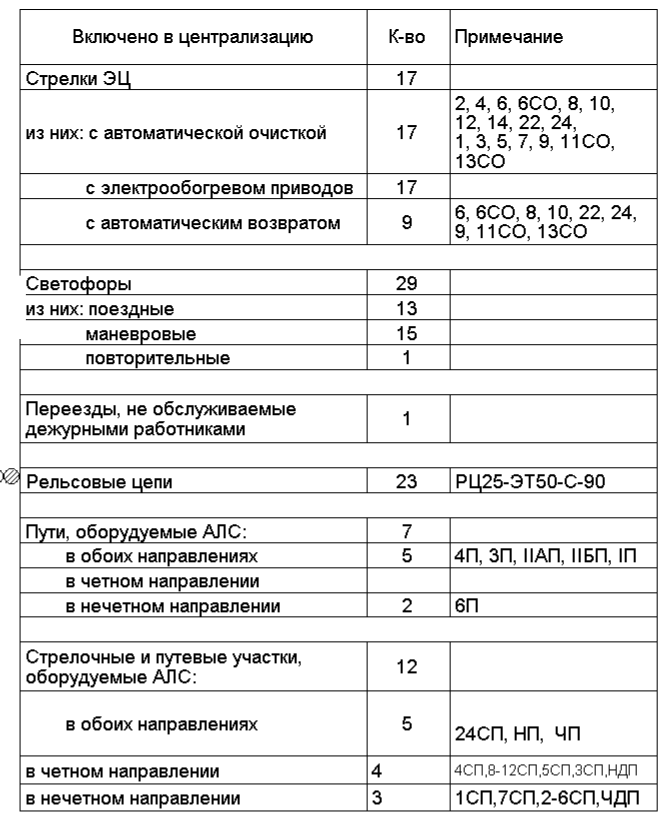 Включено в централизацию К-во Примечание
Стрелки ЭЦ 17
из них: с автоматической очисткой 17 2, 4, 6, 6СО, 8, 10,
12, 14, 22, 24,
1, 3, 5, 7, 9, 11СО,
13СО
с электрообогревом приводов 17
с автоматическим возвратом 9 6, 6СО, 8, 10, 22, 24,
9, 11СО, 13СО
Светофоры 29
из них: поездные 13
маневровые 15
повторительные 1
Переезды, не обслуживаемые
дежурными работниками 1
Рельсовые цепи 23 РЦ25-ЭТ50-С-90
Пути, оборудуемые АЛС: 7
в обоих направлениях 5 4П, 3П, IIАП, IIБП, IП
в четном направлении
в нечетном направлении 2 6П
Стрелочные и путевые участки,
оборудуемые АЛС: 12
в обоих направлениях 5 24СП, НП, ЧП
в четном направлении 4 4СП,8-12СП,5СП,3СП,НДП
в нечетном направлении 3 1СП,7СП,2-6СП,ЧДП